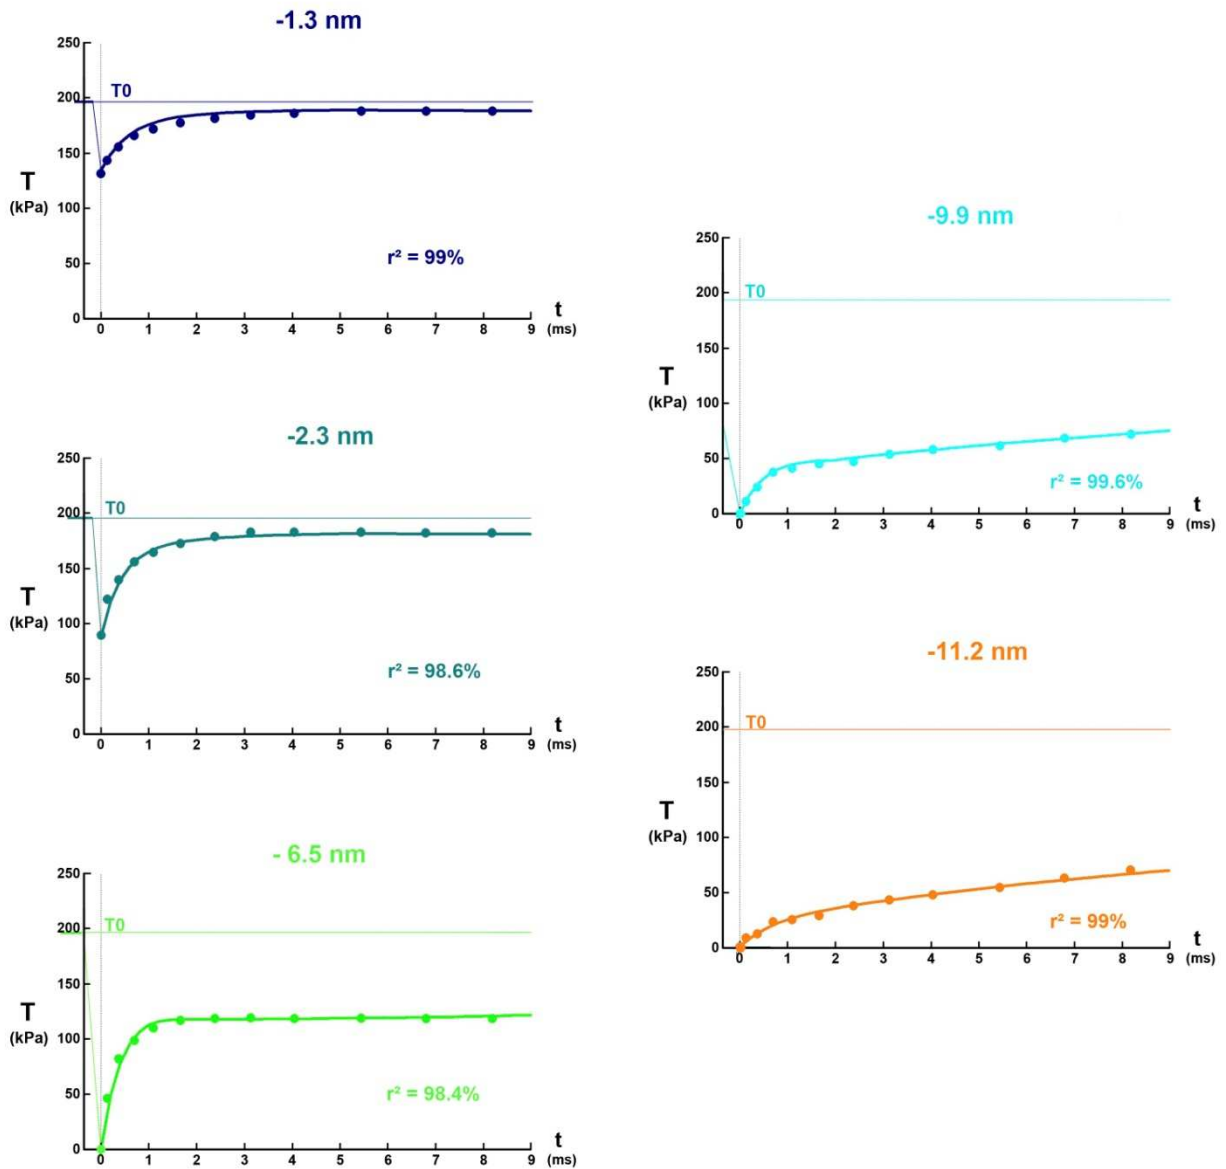 -1.3 nm
250
200
150
100
50
0
T0
T
(kPa)
r² = 99%
0 1 2 3 4 5 6 7 8 9
t
(ms)
-2.3 nm
250
200
150
100
50
0
T0
T
(kPa)
r² = 98.6%
0 1 2 3 4 5 6 7 8 9
t
(ms)
- 6.5 nm
250
200
150
100
50
0
T0
T
(kPa)
r² = 98.4%
0 1 2 3 4 5 6 7 8 9
t
(ms)
-9.9 nm
250
200
150
100
50
0
T0
T
(kPa)
r² = 99.6%
0 1 2 3 4 5 6 7 8 9
t
(ms)
-11.2 nm
250
200
150
100
50
0
T0
T
(kPa)
r² = 99%
0 1 2 3 4 5 6 7 8 9
t
(ms)